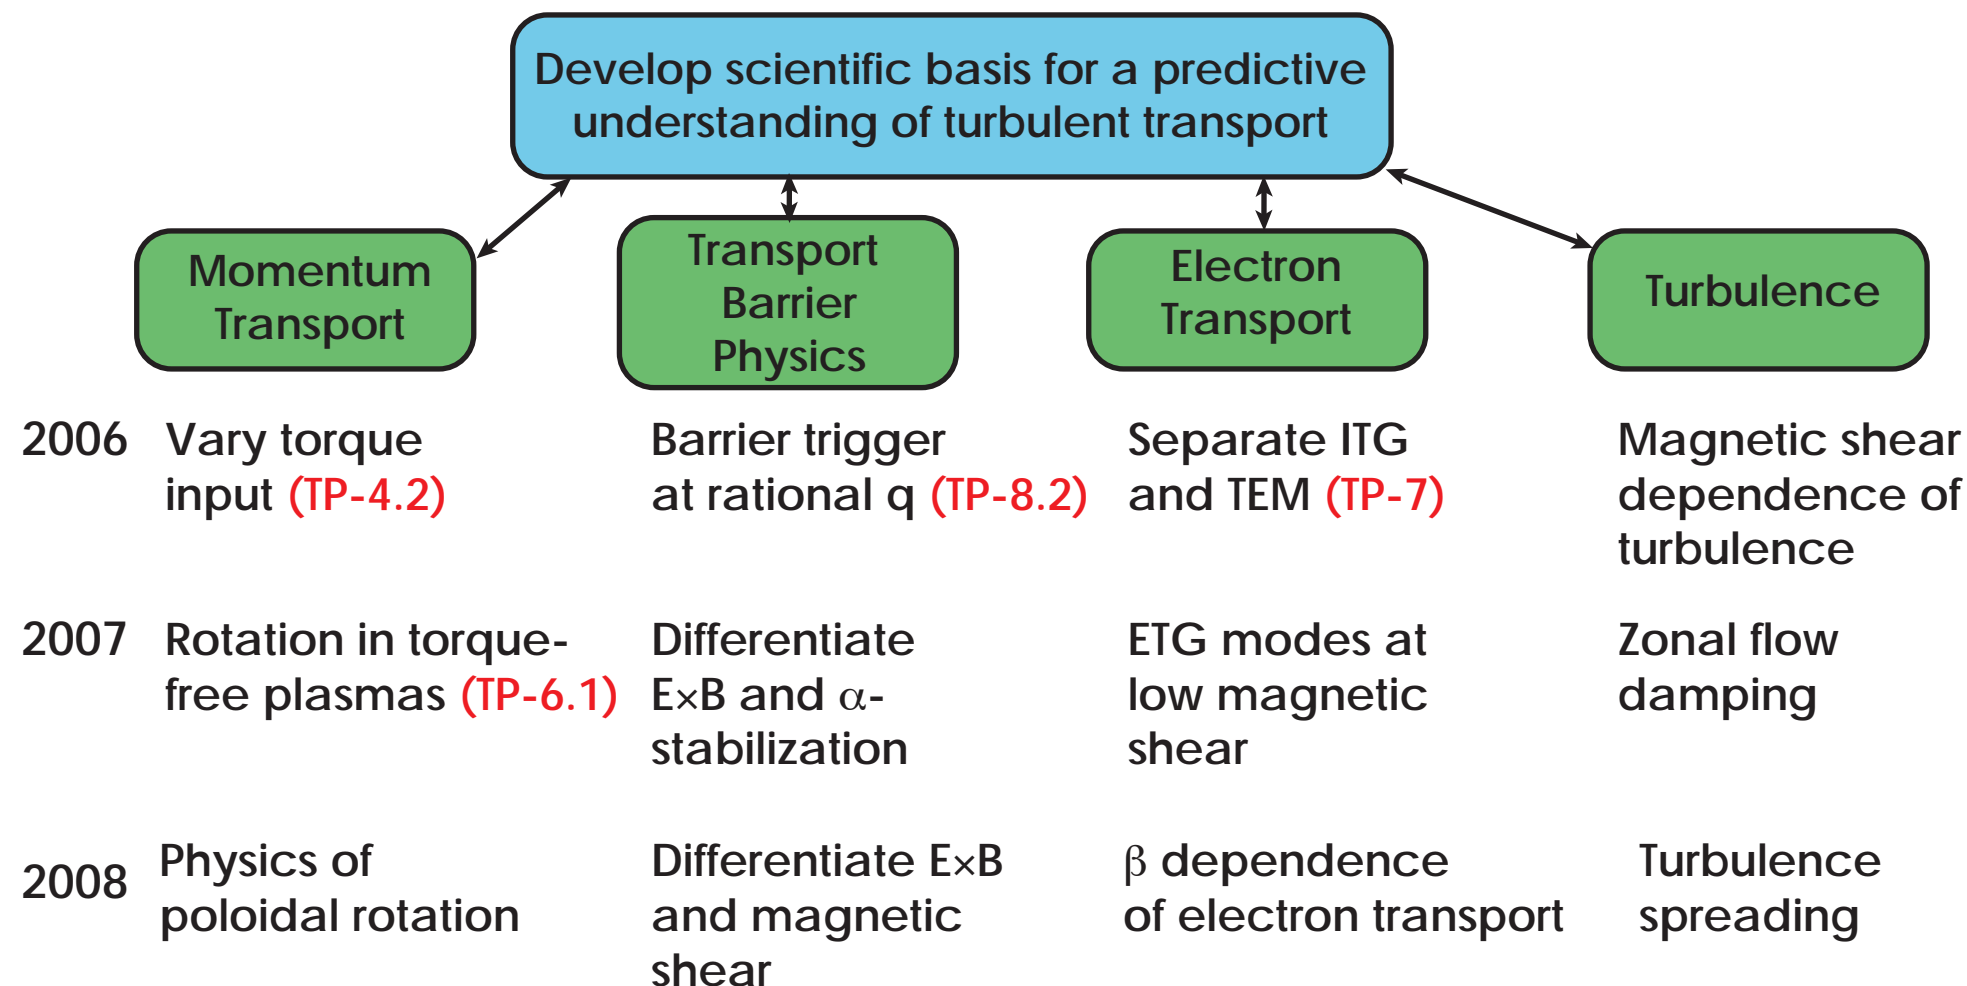 Develop scientific basis for a predictive
understanding of turbulent transport
Momentum
Transport
Transport
Barrier
Physics
Electron
Transport
Turbulence
2006
Vary torque
input (TP-4.2)
Barrier trigger
at rational q (TP-8.2)
Separate ITG
and TEM (TP-7)
Magnetic shear
dependence of
turbulence
2007
Rotation in torque-
free plasmas (TP-6.1)
Differentiate
E×B and α-
stabilization
ETG modes at
low magnetic
shear
Zonal flow
damping
2008
Physics of
poloidal rotation
Differentiate E×B
and magnetic
shear
β dependence
of electron transport
Turbulence
spreading